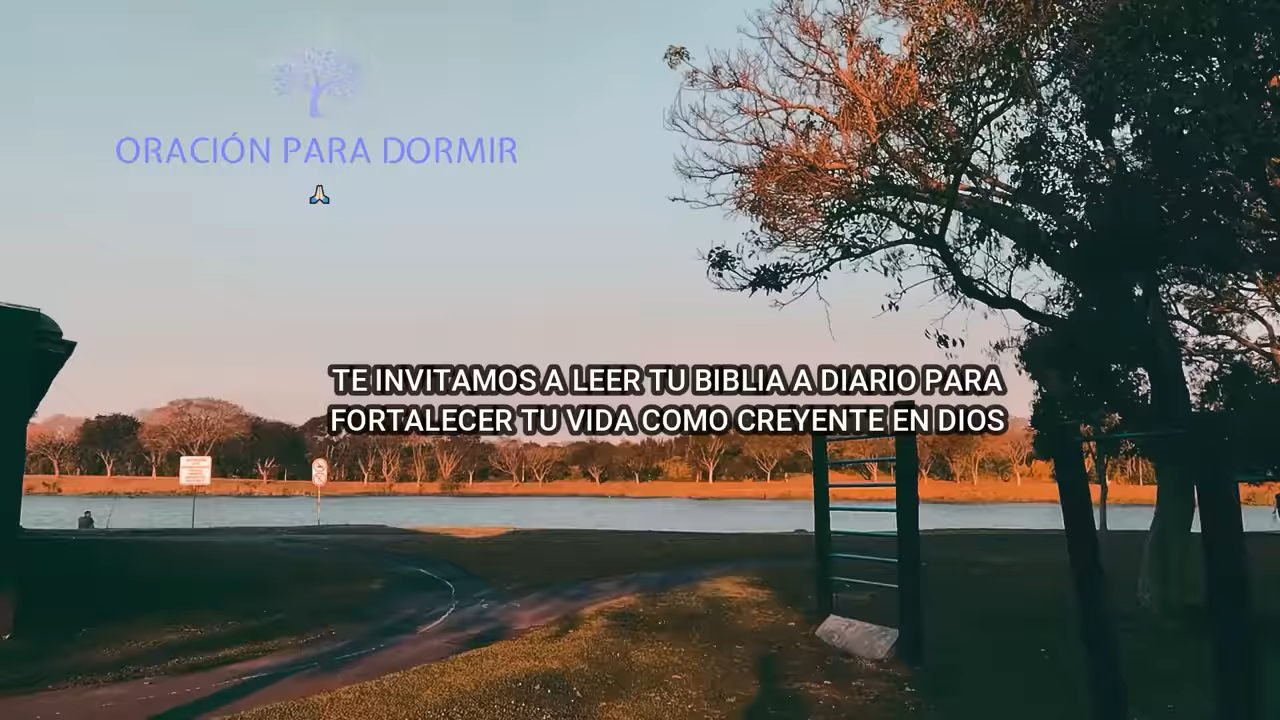 ORACIÓN PARA DORMIR
TE INVITAMOS A LEER TU BIBLIA A DIARIO PARA
FORTALECER TU VIDA COMO CREYENTE EN DIOS